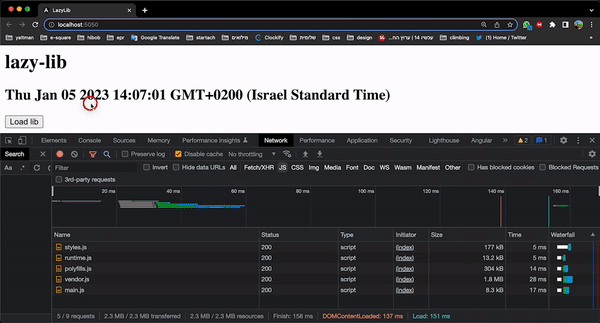 LazyLib
localhost:5050
yaltman e-square hibob epr Google Translate startach מילואים Clockify שלומית css design עכשיו 14 | ערוץ הח... climbing (1) Home / Twitter
lazy-lib
Thu Jan 05 2023 14:07:01 GMT+0200 (Israel Standard Time)
Load lib
Elements Console Sources Memory Performance insights Network Security Application Performance Lighthouse Angular 2 1
Search Preserve log Disable cache No throttling
Aa .* Filter Invert Hide data URLs All Fetch/XHR JS CSS Img Media Font Doc WS Wasm Manifest Other Has blocked cookies Blocked Requests
3rd-party requests
20 ms 40 ms 60 ms 80 ms 100 ms 120 ms 140 ms 160 ms
Name Status Type Initiator Size Time Waterfall
styles.js 200 script (index) 177 kB 5 ms
runtime.js 200 script (index) 13.2 kB 5 ms
polyfills.js 200 script (index) 304 kB 14 ms
vendor.js 200 script (index) 1.8 MB 28 ms
main.js 200 script (index) 8.3 kB 17 ms
5 / 9 requests 2.3 MB / 2.3 MB transferred 2.3 MB / 2.3 MB resources Finish: 158 ms DOMContentLoaded: 137 ms Load: 151 ms